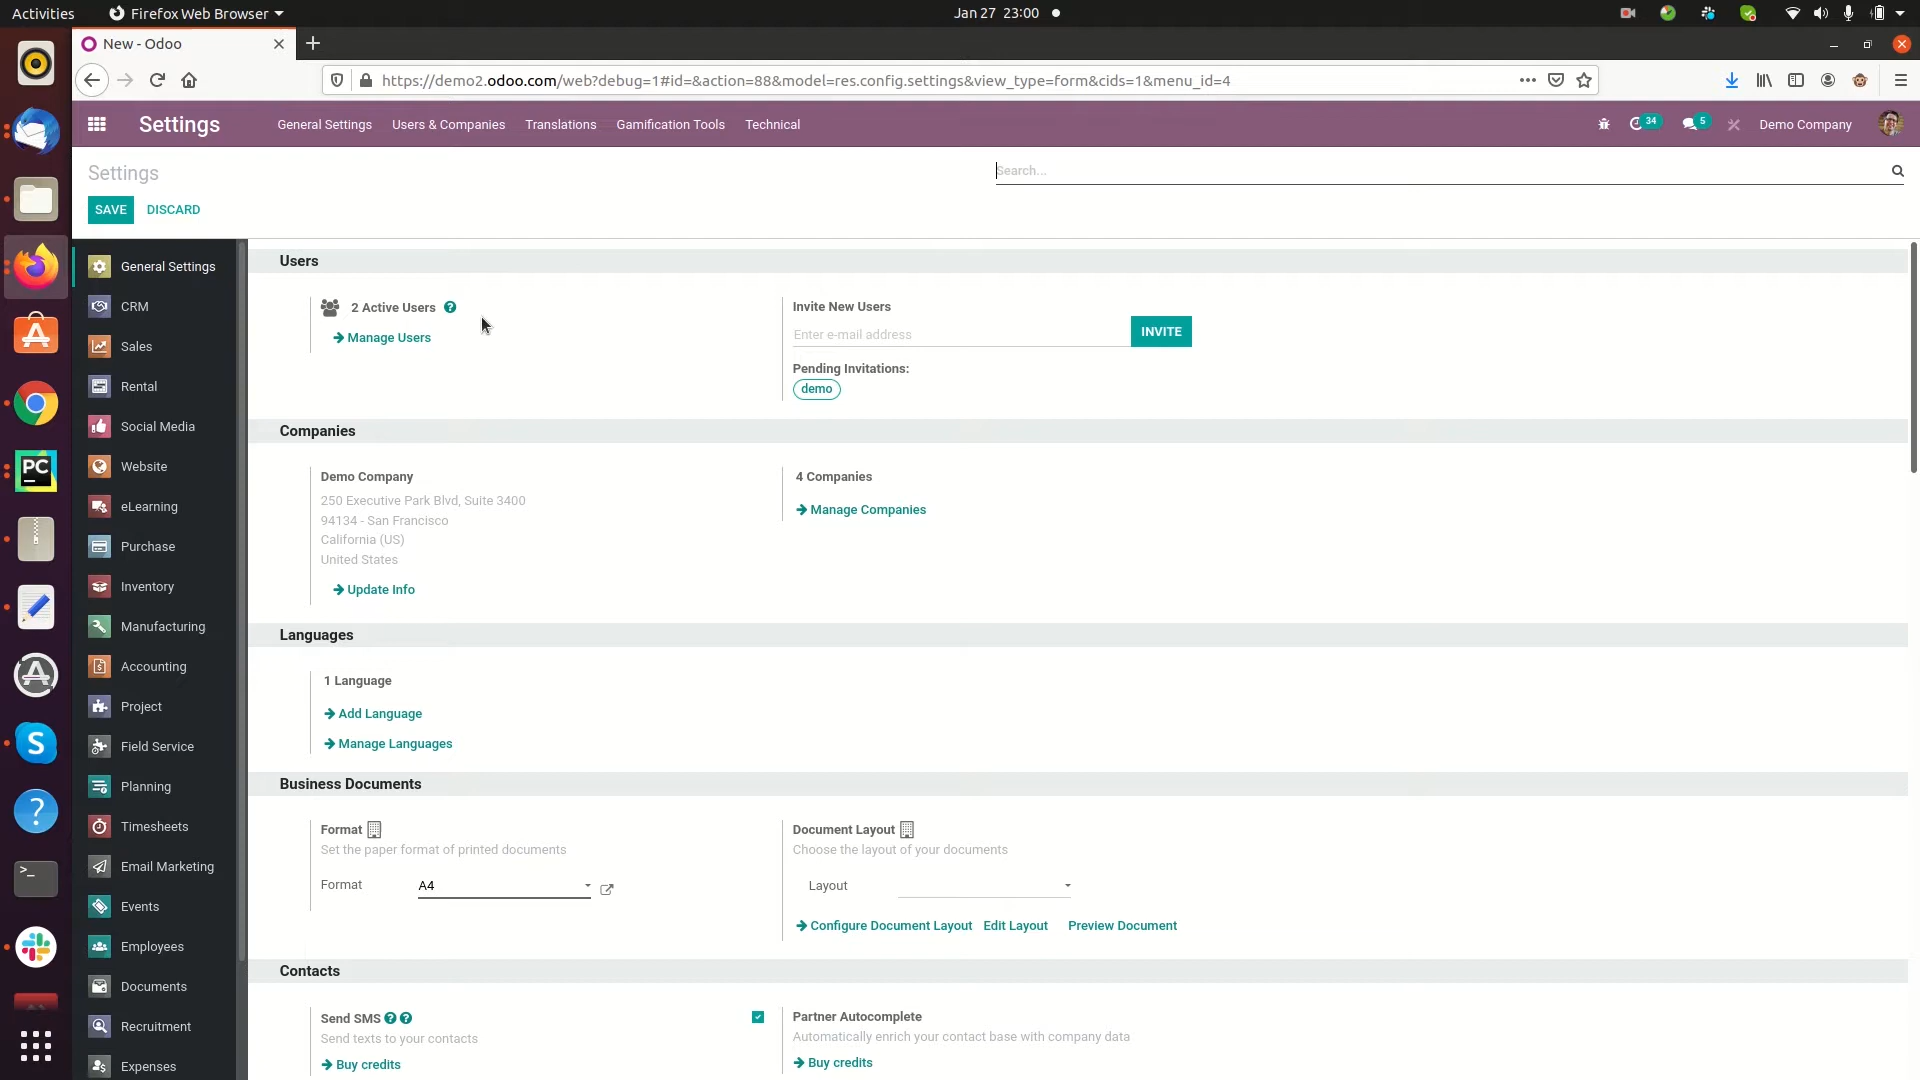 Activities
Firefox Web Browser
Jan 27 23:00
New - Odoo
https://demo2.odoo.com/web?debug=1#id=&action=88&model=res.config.settings&view_type=form&cids=1&menu_id=4
Settings
General Settings
Users & Companies
Translations
Gamification Tools
Technical
34
5
Demo Company
Settings
Search...
SAVE
DISCARD
General Settings
CRM
Sales
Rental
Social Media
Website
eLearning
Purchase
Inventory
Manufacturing
Accounting
Project
Field Service
Planning
Timesheets
Email Marketing
Events
Employees
Documents
Recruitment
Expenses
Users
2 Active Users
Manage Users
Invite New Users
Enter e-mail address
INVITE
Pending Invitations:
demo
Companies
Demo Company
250 Executive Park Blvd, Suite 3400
94134 - San Francisco
California (US)
United States
Update Info
4 Companies
Manage Companies
Languages
1 Language
Add Language
Manage Languages
Business Documents
Format
Set the paper format of printed documents
Format
A4
Document Layout
Choose the layout of your documents
Layout
Configure Document Layout
Edit Layout
Preview Document
Contacts
Send SMS
Send texts to your contacts
Buy credits
Partner Autocomplete
Automatically enrich your contact base with company data
Buy credits
PC
S
?
>_